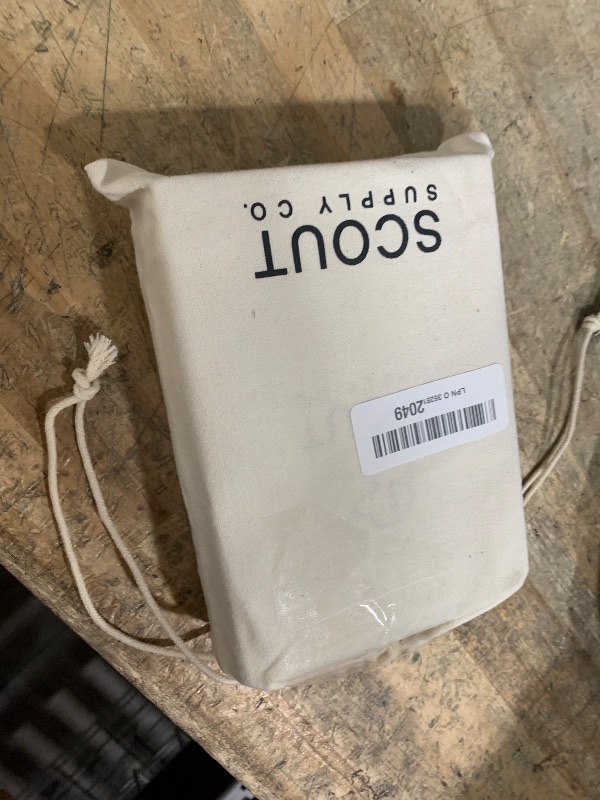 SCOUT
SUPPLY CO.
LPN O 35281
2049